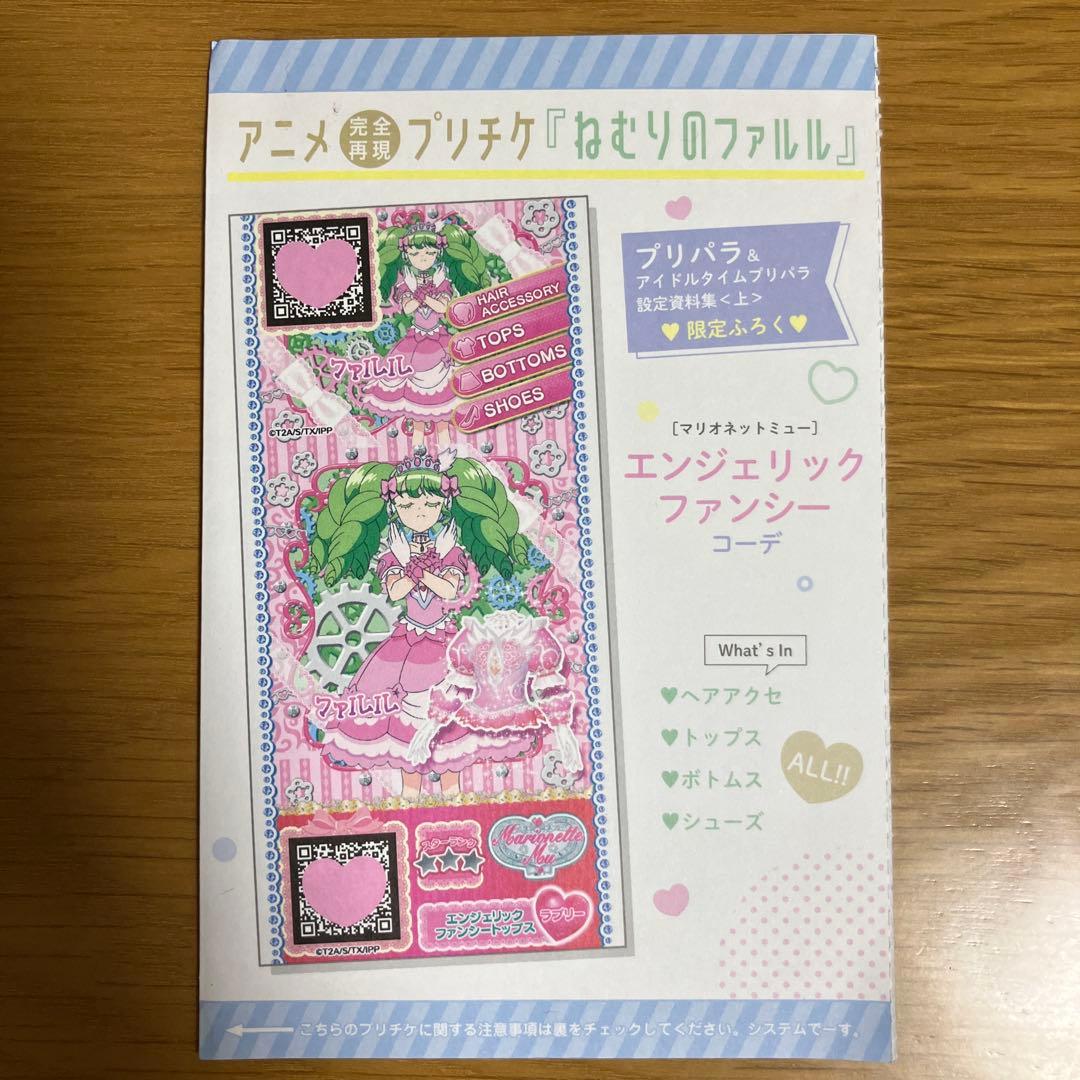 アニメ完全再現プリチケ『ねむりのファルル』
HAIR ACCESSORY
TOPS
BOTTOMS
SHOES
ファルル
©T2A/S/TX/IPP
ファルル
スターランク
Marionette Mu
エンジェリック
ファンシートップス
ラブリー
©T2A/S/TX/IPP
プリパラ&
アイドルタイムプリパラ
設定資料集<上>
♥限定ふろく♥
[マリオネットミュー]
エンジェリック
ファンシー
コーデ
What's In
♥ヘアアクセ
♥トップス
♥ボトムス
♥シューズ
ALL!!
こちらのプリチケに関する注意事項は裏をチェックしてください。システムでーす。